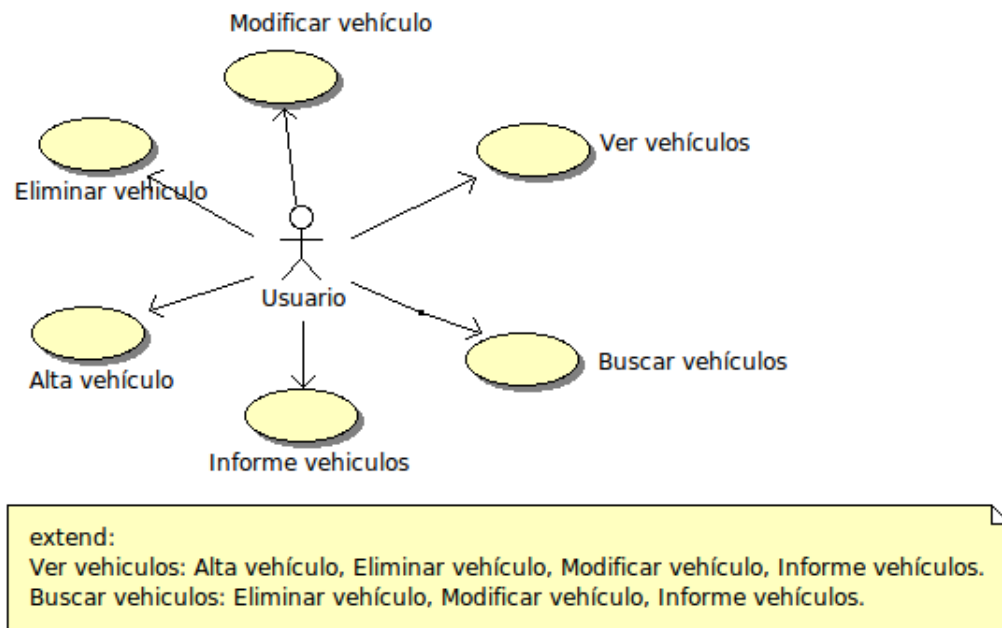 Modificar vehículo
Ver vehículos
Eliminar vehículo
Usuario
Alta vehículo
Buscar vehículos
Informe vehiculos
extend:
Ver vehiculos: Alta vehículo, Eliminar vehículo, Modificar vehículo, Informe vehículos.
Buscar vehiculos: Eliminar vehículo, Modificar vehículo, Informe vehículos.